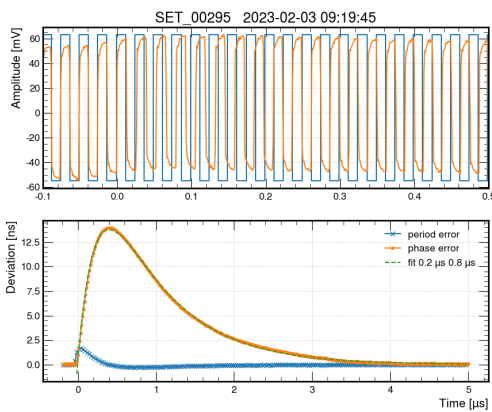 SET_00295 2023-02-03 09:19:45
Amplitude [mV]
60
40
20
0
-20
-40
-60
-0.1 0.0 0.1 0.2 0.3 0.4 0.5
Deviation [ns]
12.5
10.0
7.5
5.0
2.5
0.0
period error
phase error
fit 0.2 µs 0.8 µs
0 1 2 3 4 5
Time [µs]